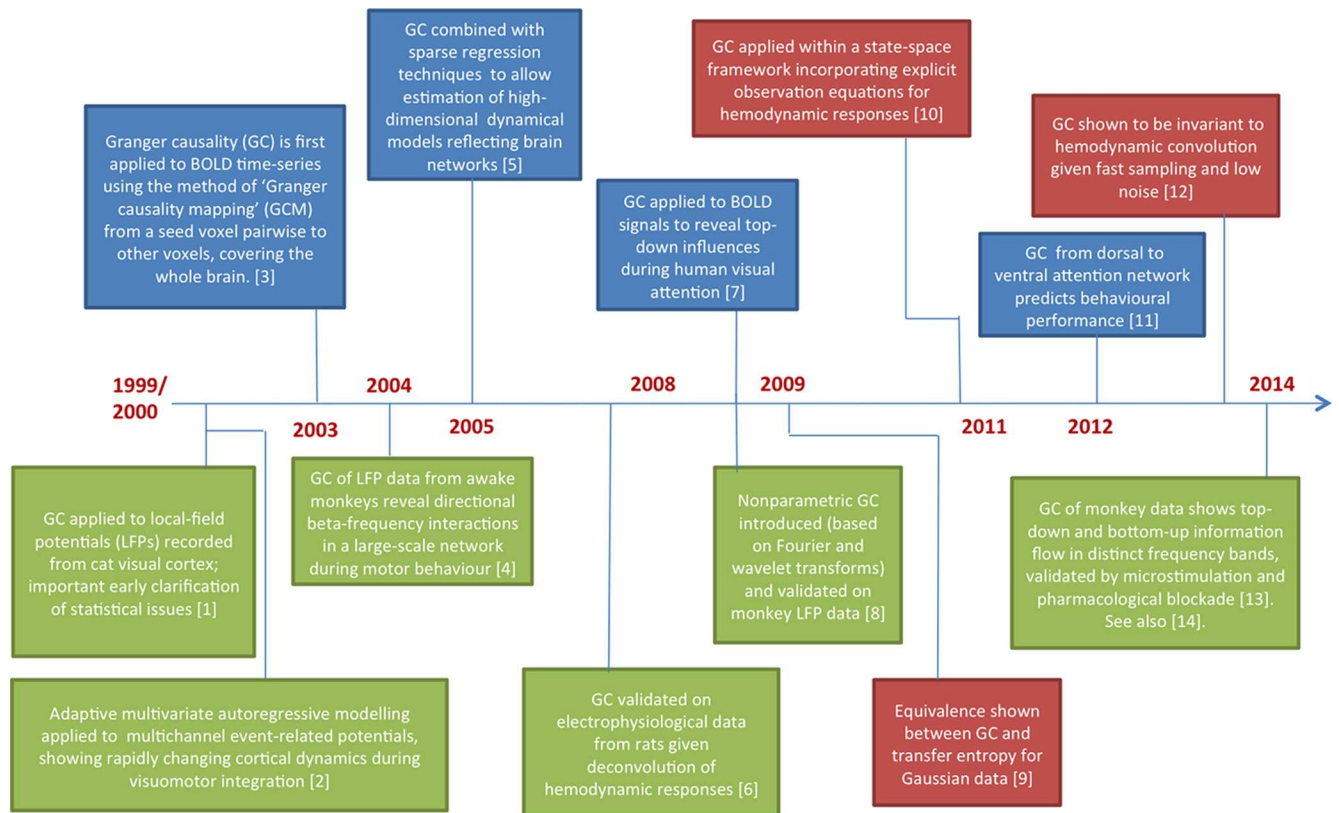 GC combined with
sparse regression
techniques to allow
estimation of high-
dimensional dynamical
models reflecting brain
networks [5]
GC applied within a state-space
framework incorporating explicit
observation equations for
hemodynamic responses [10]
Granger causality (GC) is first
applied to BOLD time-series
using the method of ‘Granger
causality mapping’ (GCM)
from a seed voxel pairwise to
other voxels, covering the
whole brain. [3]
GC applied to BOLD
signals to reveal top-
down influences
during human visual
attention [7]
GC shown to be invariant to
hemodynamic convolution
given fast sampling and low
noise [12]
GC from dorsal to
ventral attention network
predicts behavioural
performance [11]
1999/
2000
2003
2004
2005
2008
2009
2011
2012
2014
GC applied to local-field
potentials (LFPs) recorded
from cat visual cortex;
important early clarification
of statistical issues [1]
GC of LFP data from awake
monkeys reveal directional
beta-frequency interactions
in a large-scale network
during motor behaviour [4]
Nonparametric GC
introduced (based
on Fourier and
wavelet transforms)
and validated on
monkey LFP data [8]
GC of monkey data shows top-
down and bottom-up information
flow in distinct frequency bands,
validated by microstimulation and
pharmacological blockade [13].
See also [14].
Adaptive multivariate autoregressive modelling
applied to multichannel event-related potentials,
showing rapidly changing cortical dynamics during
visuomotor integration [2]
GC validated on
electrophysiological data
from rats given
deconvolution of
hemodynamic responses [6]
Equivalence shown
between GC and
transfer entropy for
Gaussian data [9]